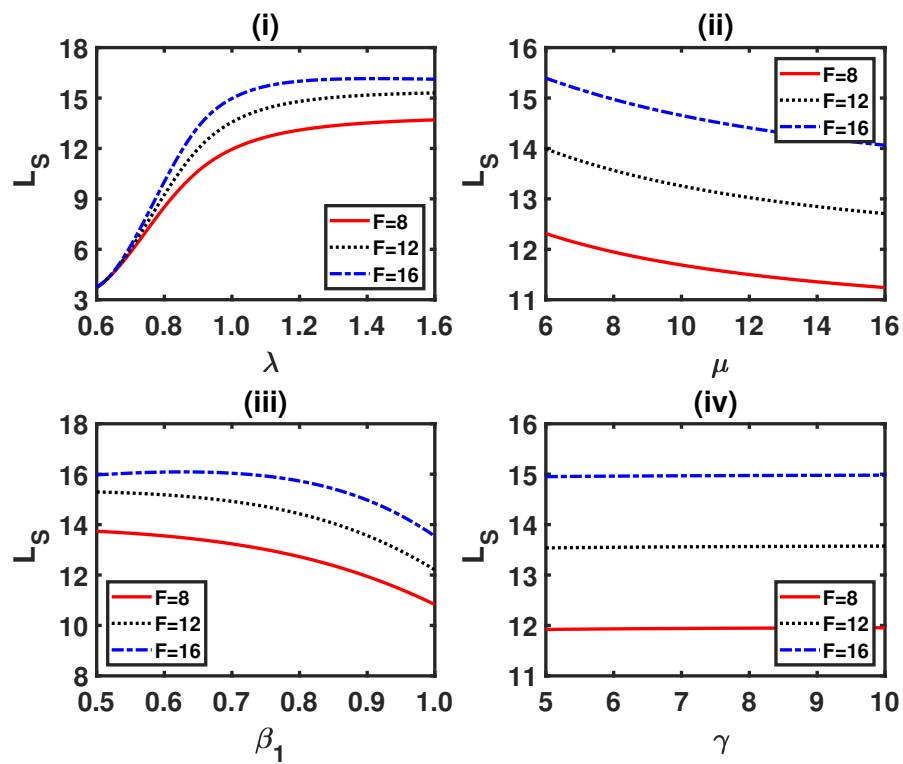 (i)
18
15
12
9
6
3
L_S
F=8
F=12
F=16
0.6 0.8 1.0 1.2 1.4 1.6
λ
(ii)
16
15
14
13
12
11
L_S
F=8
F=12
F=16
6 8 10 12 14 16
μ
(iii)
18
16
14
12
10
8
L_S
F=8
F=12
F=16
0.5 0.6 0.7 0.8 0.9 1.0
β_1
(iv)
16
15
14
13
12
11
L_S
F=8
F=12
F=16
5 6 7 8 9 10
γ